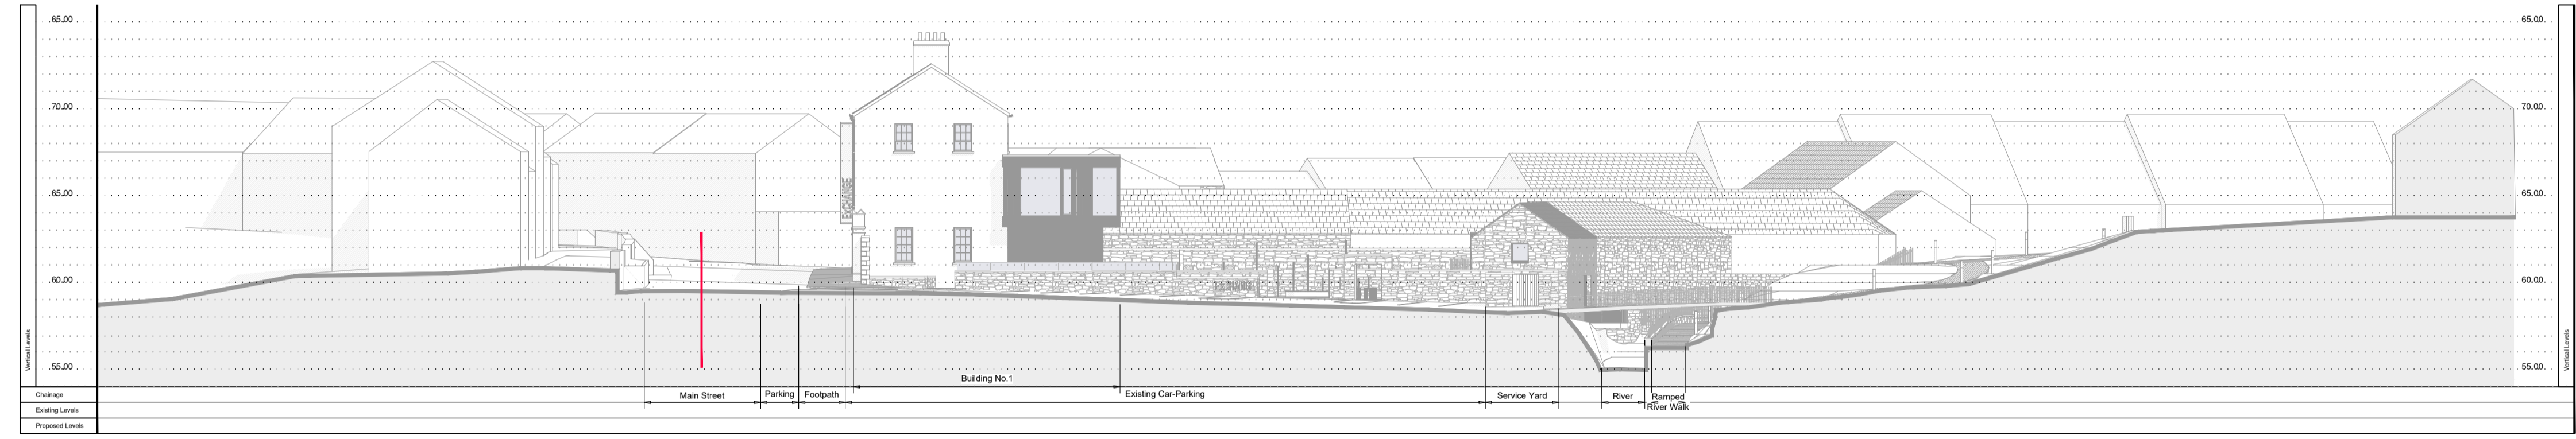 65.00
65.00
70.00
70.00
65.00
65.00
EXCHANGE
60.00
60.00
55.00
55.00
Vertical Levels
Vertical Levels
Building No.1
Chainage
Main Street
Parking
Footpath
Existing Car-Parking
Service Yard
River
Ramped
River Walk
Existing Levels
Proposed Levels